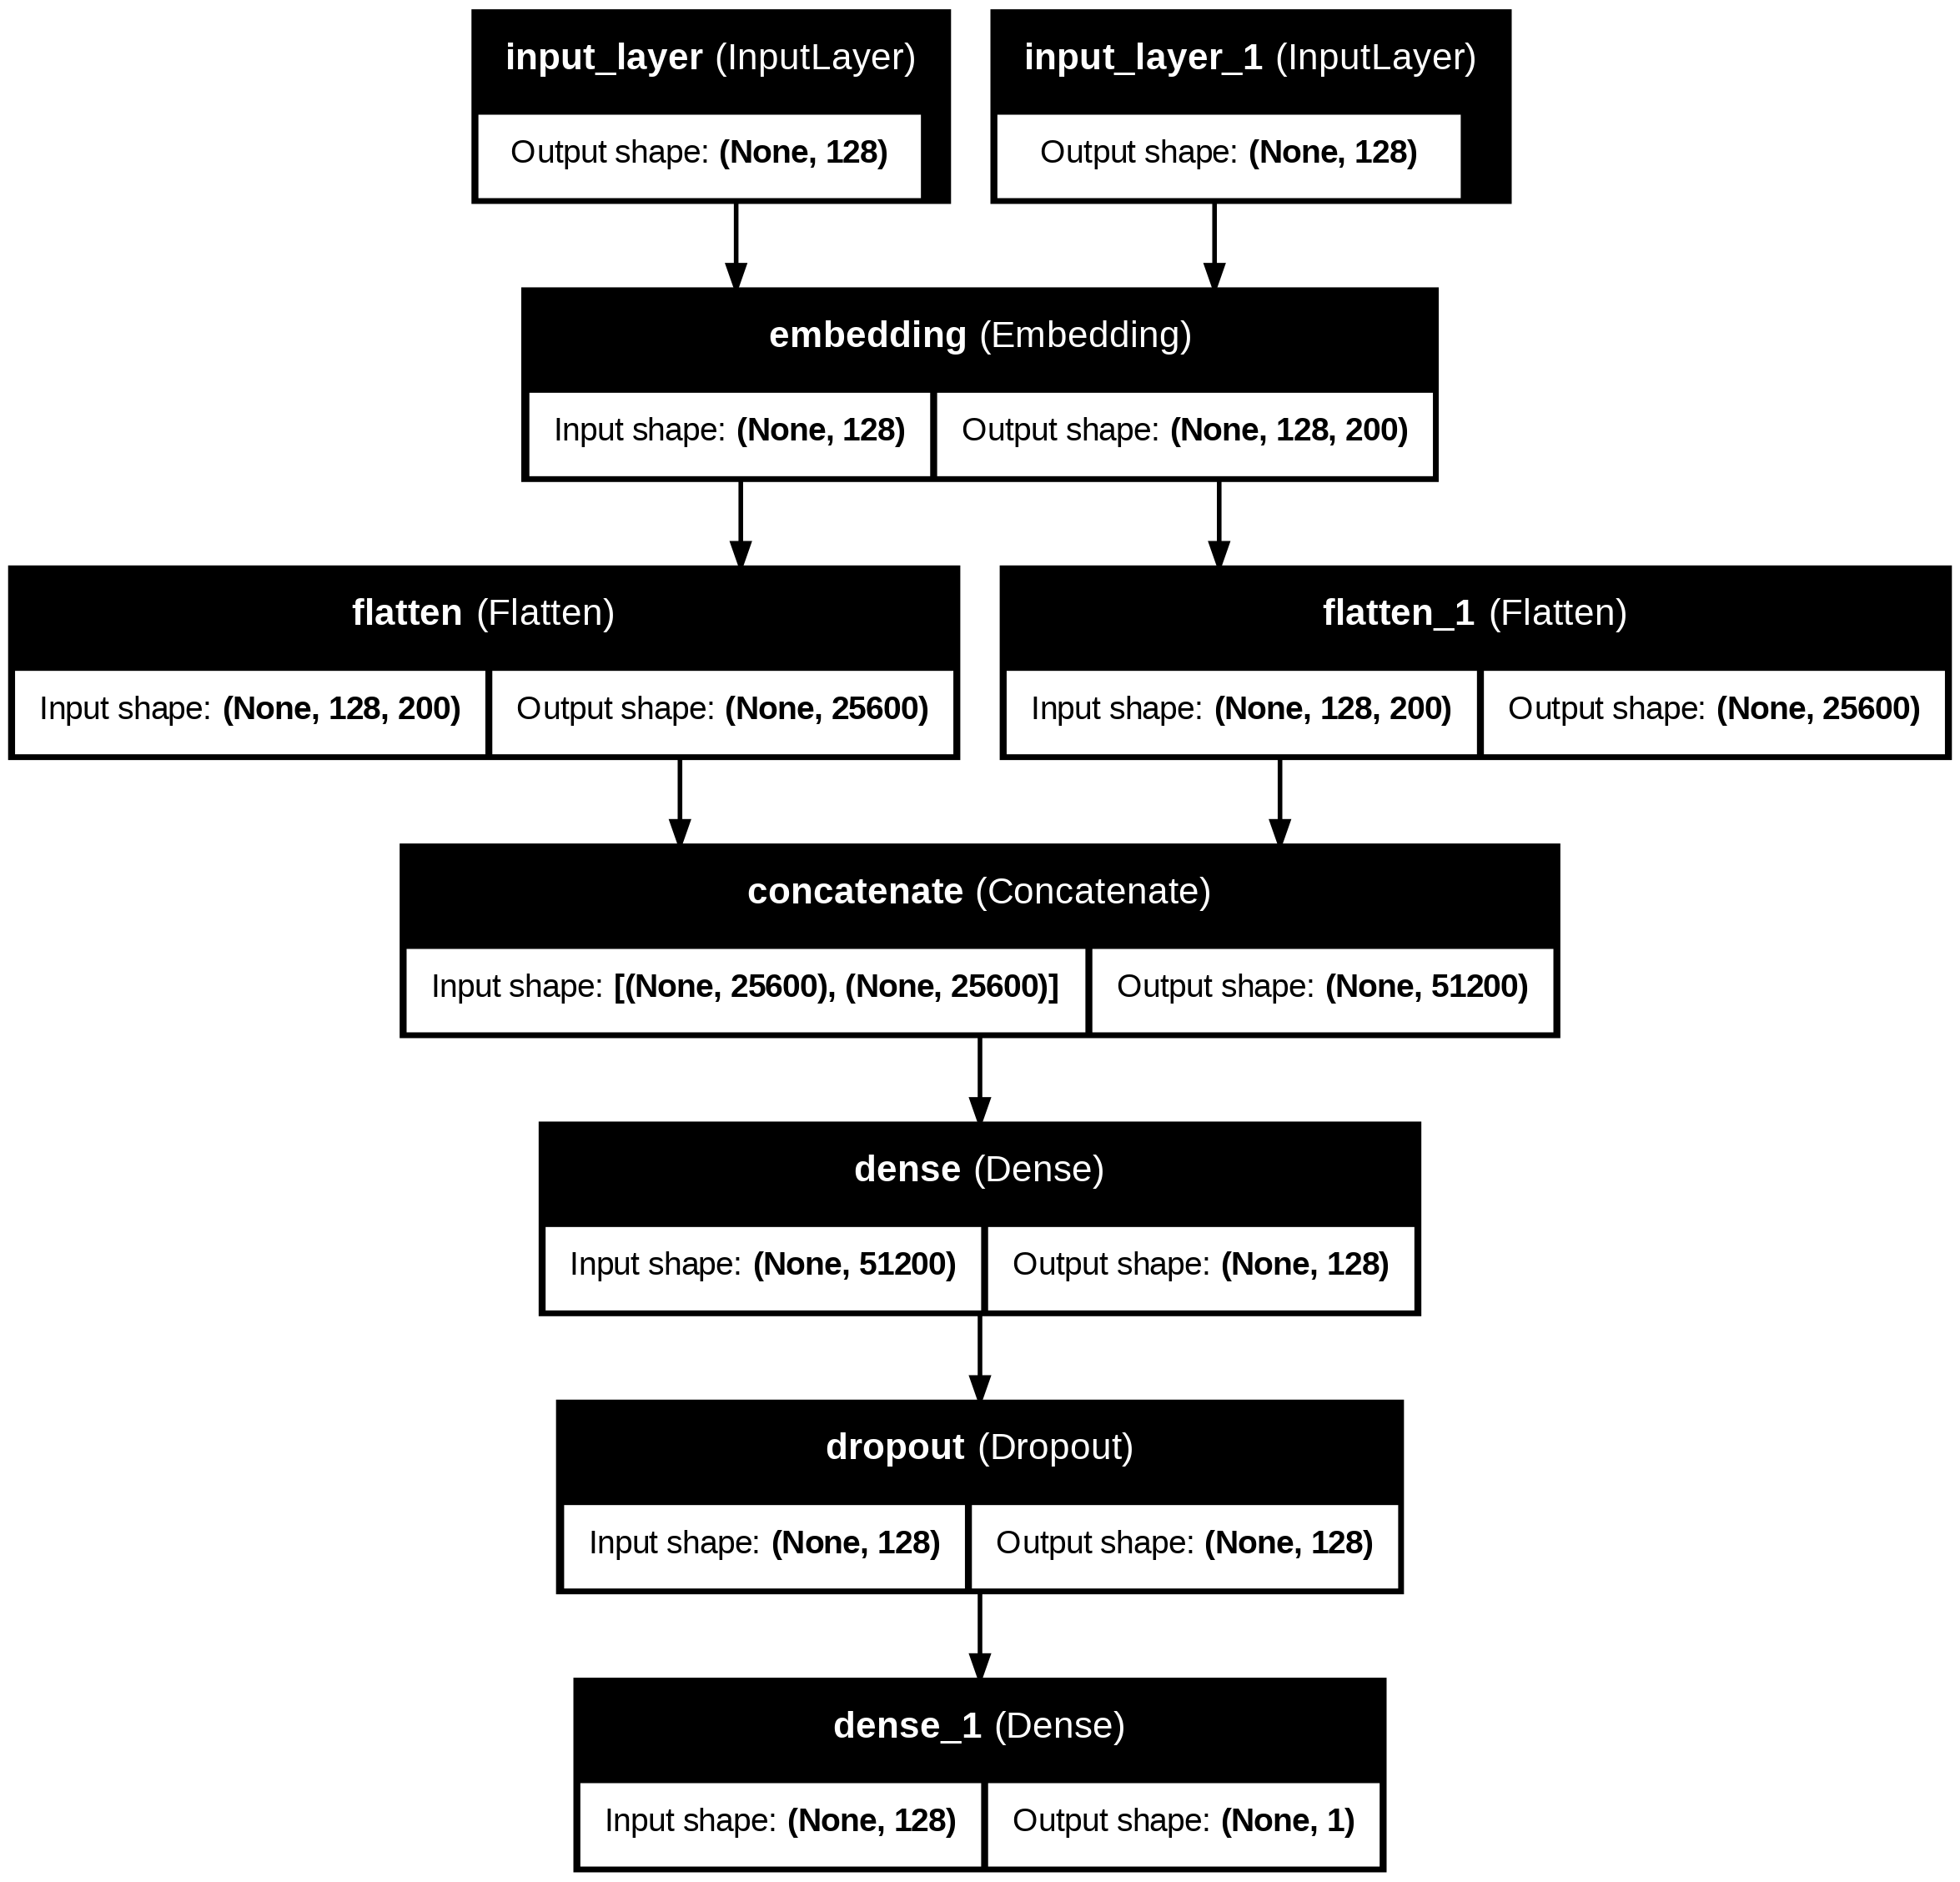 input_layer (InputLayer)
Output shape: (None, 128)
input_layer_1 (InputLayer)
Output shape: (None, 128)
embedding (Embedding)
Input shape: (None, 128)
Output shape: (None, 128, 200)
flatten (Flatten)
Input shape: (None, 128, 200)
Output shape: (None, 25600)
flatten_1 (Flatten)
Input shape: (None, 128, 200)
Output shape: (None, 25600)
concatenate (Concatenate)
Input shape: [(None, 25600), (None, 25600)]
Output shape: (None, 51200)
dense (Dense)
Input shape: (None, 51200)
Output shape: (None, 128)
dropout (Dropout)
Input shape: (None, 128)
Output shape: (None, 128)
dense_1 (Dense)
Input shape: (None, 128)
Output shape: (None, 1)